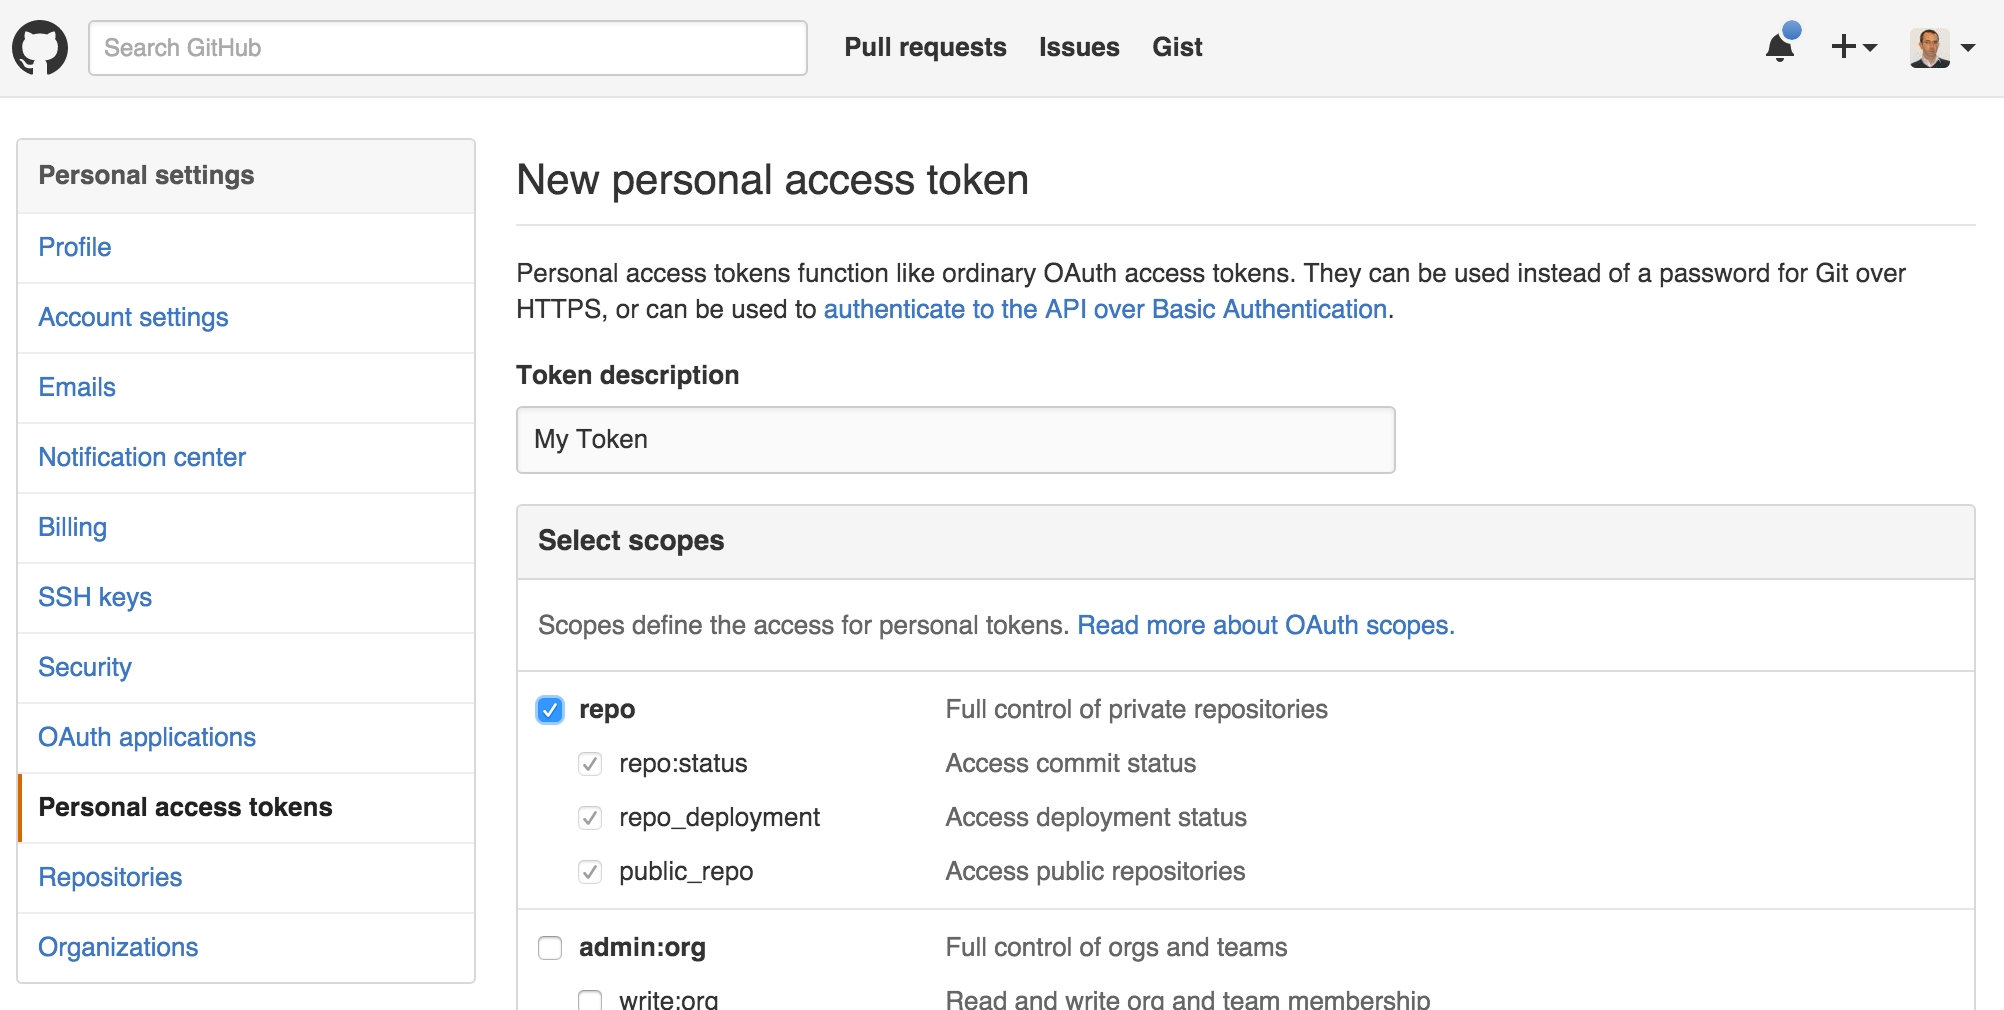 Search GitHub
Pull requests Issues Gist
Personal settings
Profile
Account settings
Emails
Notification center
Billing
SSH keys
Security
OAuth applications
Personal access tokens
Repositories
Organizations
New personal access token
Personal access tokens function like ordinary OAuth access tokens. They can be used instead of a password for Git over
HTTPS, or can be used to authenticate to the API over Basic Authentication.
Token description
My Token
Select scopes
Scopes define the access for personal tokens. Read more about OAuth scopes.
repo Full control of private repositories
repo:status Access commit status
repo_deployment Access deployment status
public_repo Access public repositories
admin:org Full control of orgs and teams
write:org Read and write org and team membership